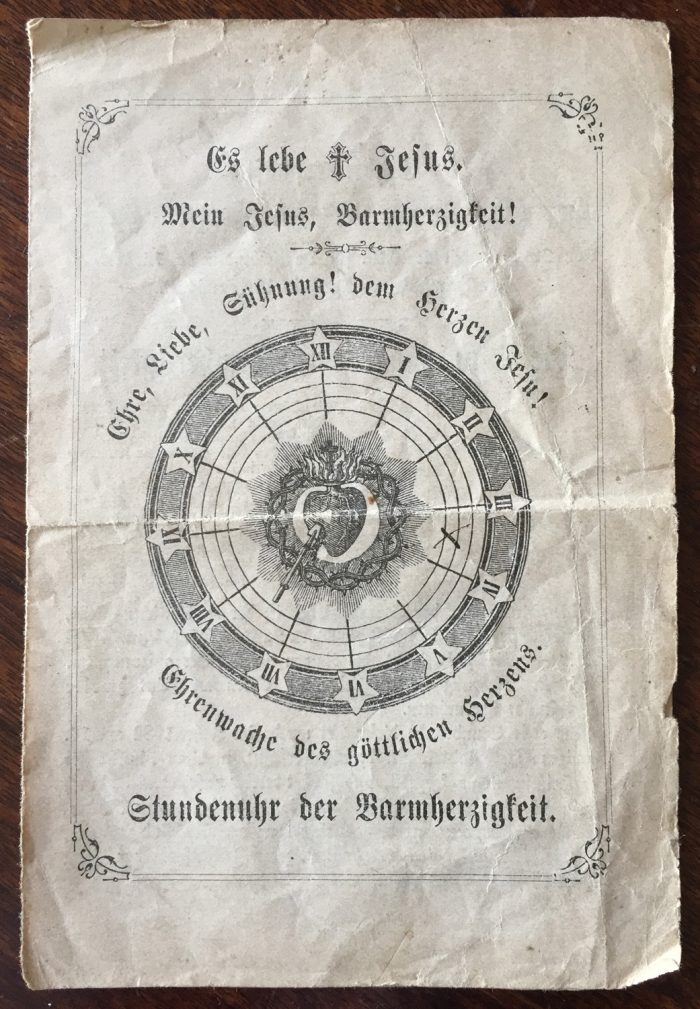 Es lebe Jesus.
Mein Jesus, Barmherzigkeit!
Ehre, Liebe, Sühnung! dem Herzen Jesu!
XII
I
II
III
IV
V
VI
VII
VIII
IX
X
XI
Ehrenwache des göttlichen Herzens.
Stundenuhr der Barmherzigkeit.